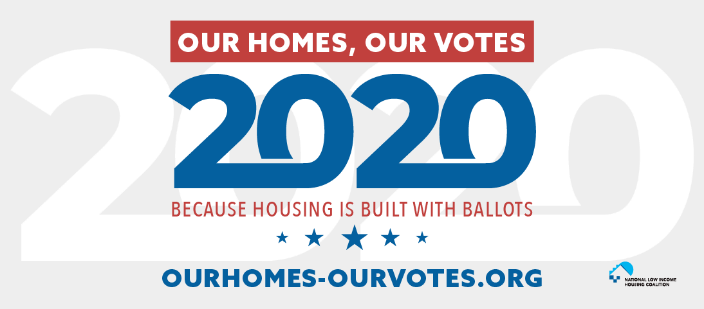 OUR HOMES, OUR VOTES
2020
BECAUSE HOUSING IS BUILT WITH BALLOTS
OURHOMES-OURVOTES.ORG
NATIONAL LOW INCOME
HOUSING COALITION